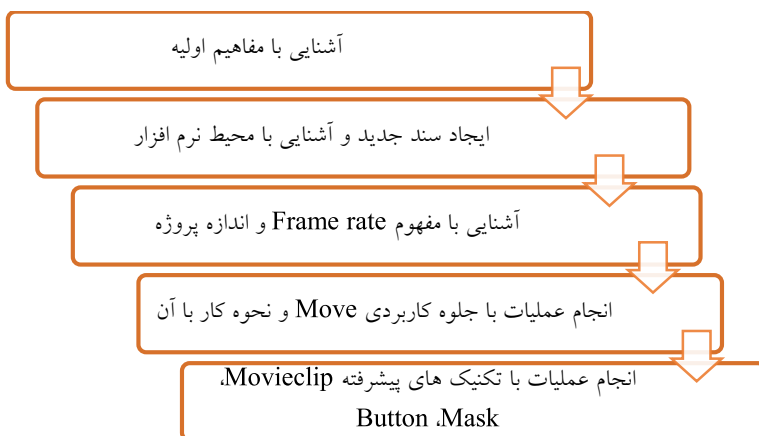 آشنایی با مفاهیم اولیه
ایجاد سند جدید و آشنایی با محیط نرم افزار
آشنایی با مفهوم Frame rate و اندازه پروژه
انجام عملیات با جلوه کاربردی Move و نحوه کار با آن
انجام عملیات با تکنیک های پیشرفته Movieclip،
Button ،Mask